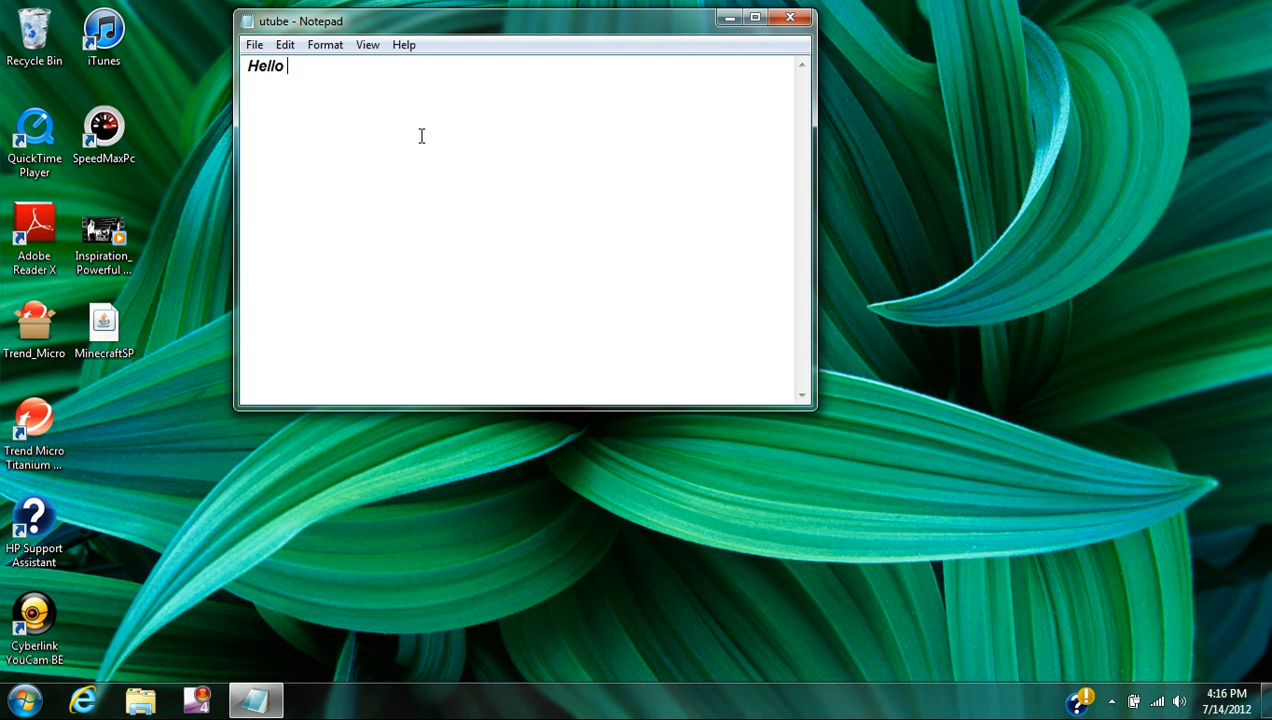 utube - Notepad
File Edit Format View Help
Hello
Recycle Bin
iTunes
QuickTime
Player
SpeedMaxPc
Adobe
Reader X
Inspiration_
Powerful ...
Trend_Micro
MinecraftSP
Trend Micro
Titanium ...
HP Support
Assistant
Cyberlink
YouCam BE
4
4:16 PM
7/14/2012